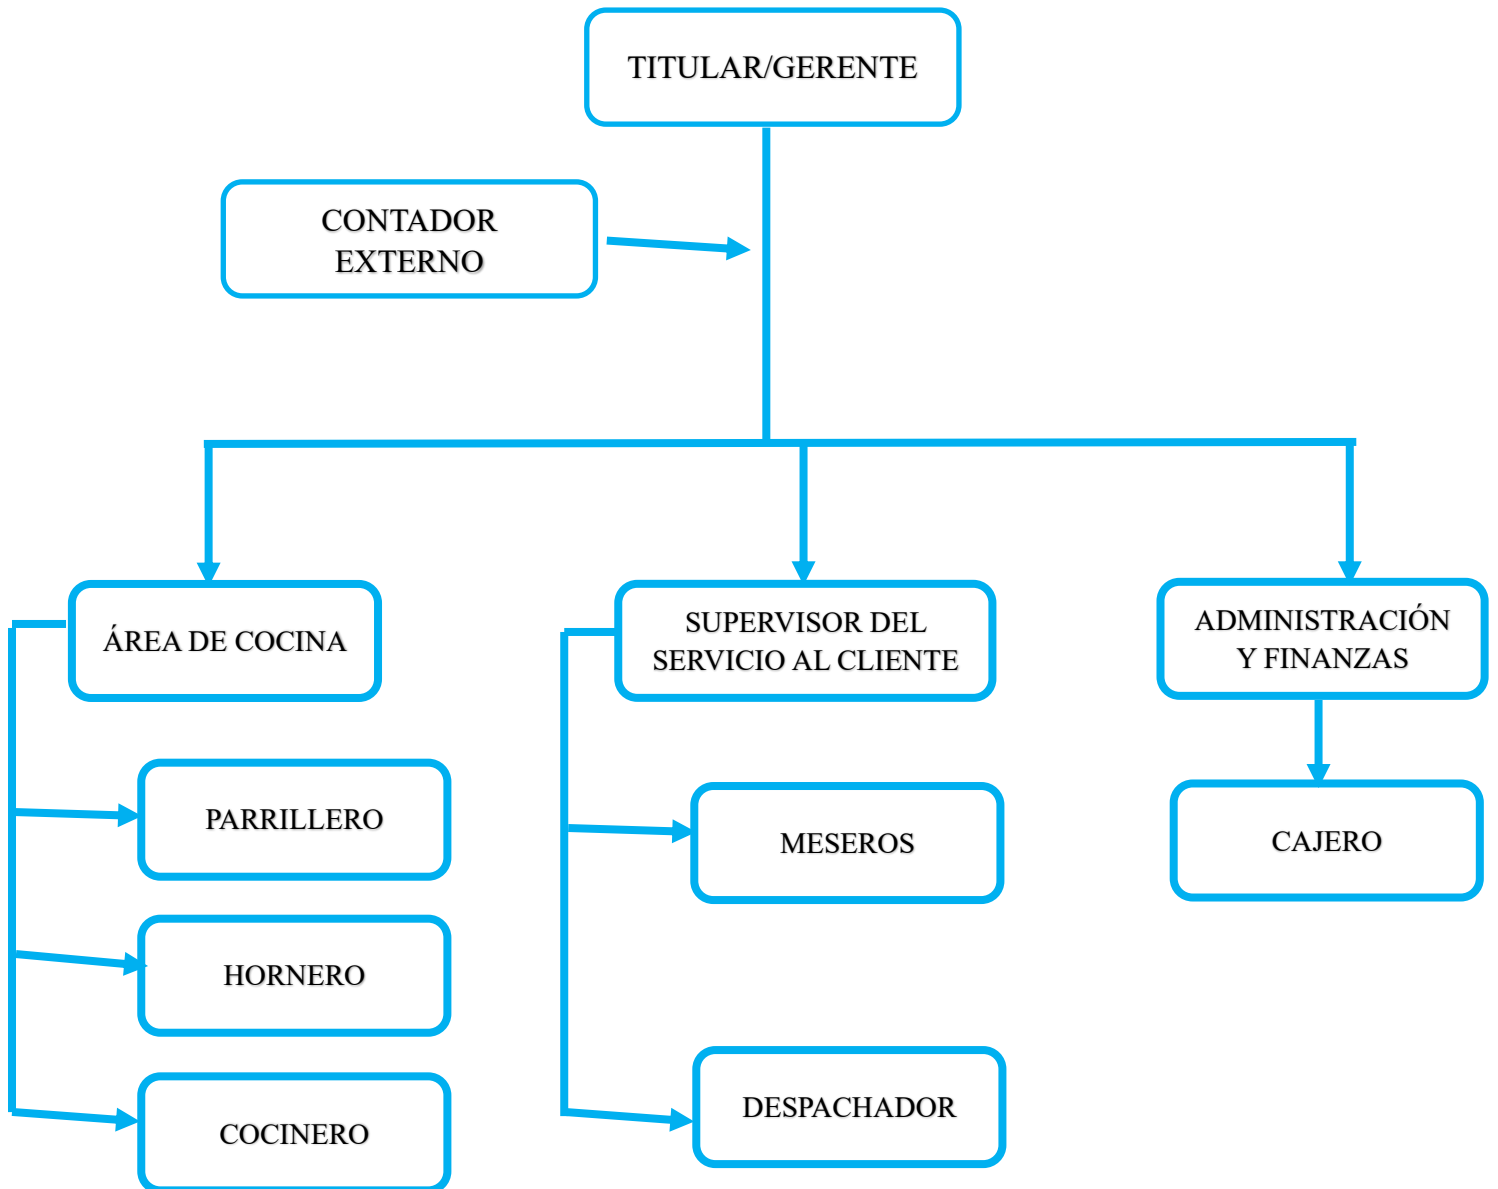 TITULAR/GERENTE
CONTADOR
EXTERNO
ÁREA DE COCINA
SUPERVISOR DEL
SERVICIO AL CLIENTE
ADMINISTRACIÓN
Y FINANZAS
PARRILLERO
MESEROS
CAJERO
HORNERO
COCINERO
DESPACHADOR